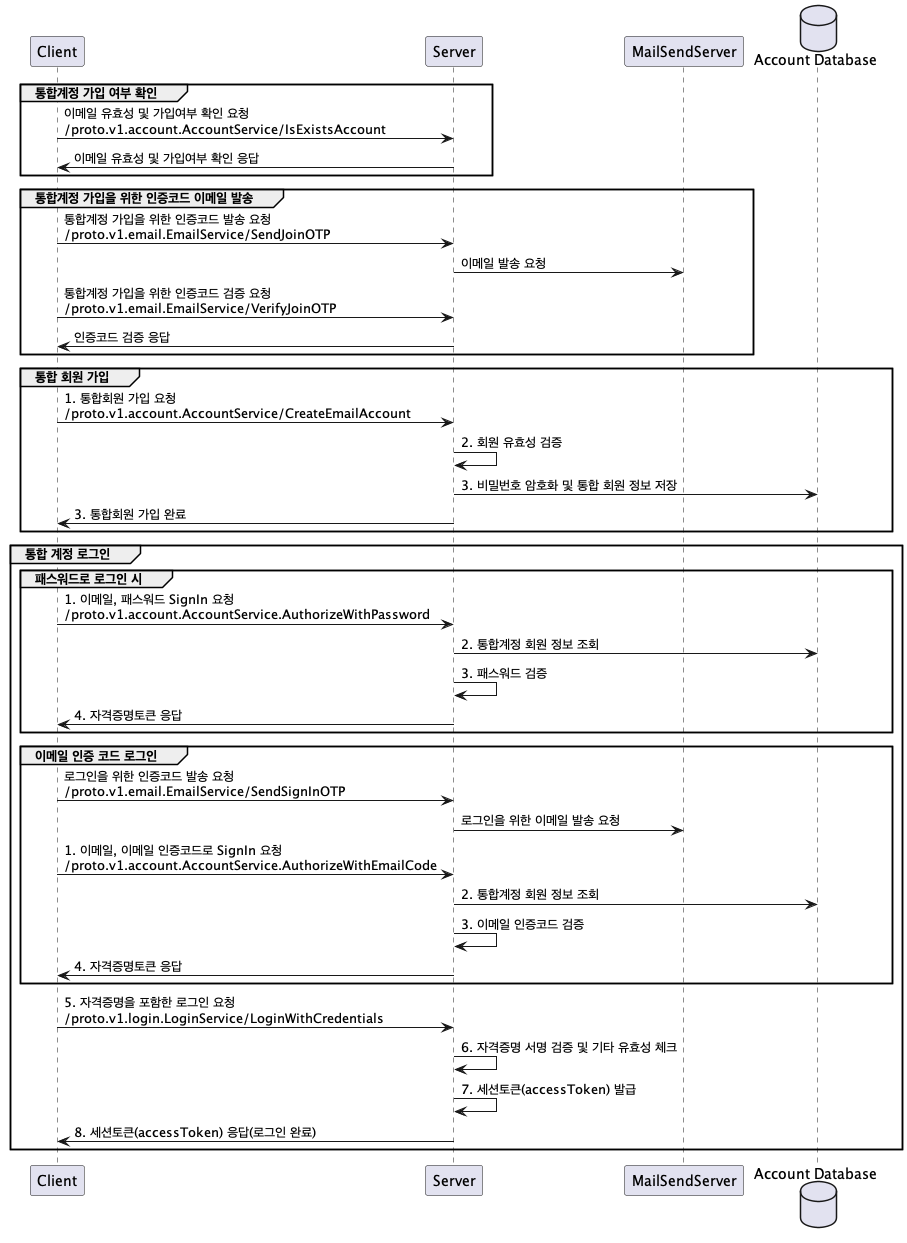 Client
Server
MailSendServer
Account Database
통합계정 가입 여부 확인
이메일 유효성 및 가입여부 확인 요청
/proto.v1.account.AccountService/IsExistsAccount
이메일 유효성 및 가입여부 확인 응답
통합계정 가입을 위한 인증코드 이메일 발송
통합계정 가입을 위한 인증코드 발송 요청
/proto.v1.email.EmailService/SendJoinOTP
이메일 발송 요청
통합계정 가입을 위한 인증코드 검증 요청
/proto.v1.email.EmailService/VerifyJoinOTP
인증코드 검증 응답
통합 회원 가입
1. 통합회원 가입 요청
/proto.v1.account.AccountService/CreateEmailAccount
2. 회원 유효성 검증
3. 비밀번호 암호화 및 통합 회원 정보 저장
3. 통합회원 가입 완료
통합 계정 로그인
패스워드로 로그인 시
1. 이메일, 패스워드 SignIn 요청
/proto.v1.account.AccountService.AuthorizeWithPassword
2. 통합계정 회원 정보 조회
3. 패스워드 검증
4. 자격증명토큰 응답
이메일 인증 코드 로그인
로그인을 위한 인증코드 발송 요청
/proto.v1.email.EmailService/SendSignInOTP
로그인을 위한 이메일 발송 요청
1. 이메일, 이메일 인증코드로 SignIn 요청
/proto.v1.account.AccountService.AuthorizeWithEmailCode
2. 통합계정 회원 정보 조회
3. 이메일 인증코드 검증
4. 자격증명토큰 응답
5. 자격증명을 포함한 로그인 요청
/proto.v1.login.LoginService/LoginWithCredentials
6. 자격증명 서명 검증 및 기타 유효성 체크
7. 세션토큰(accessToken) 발급
8. 세션토큰(accessToken) 응답(로그인 완료)
Client
Server
MailSendServer
Account Database